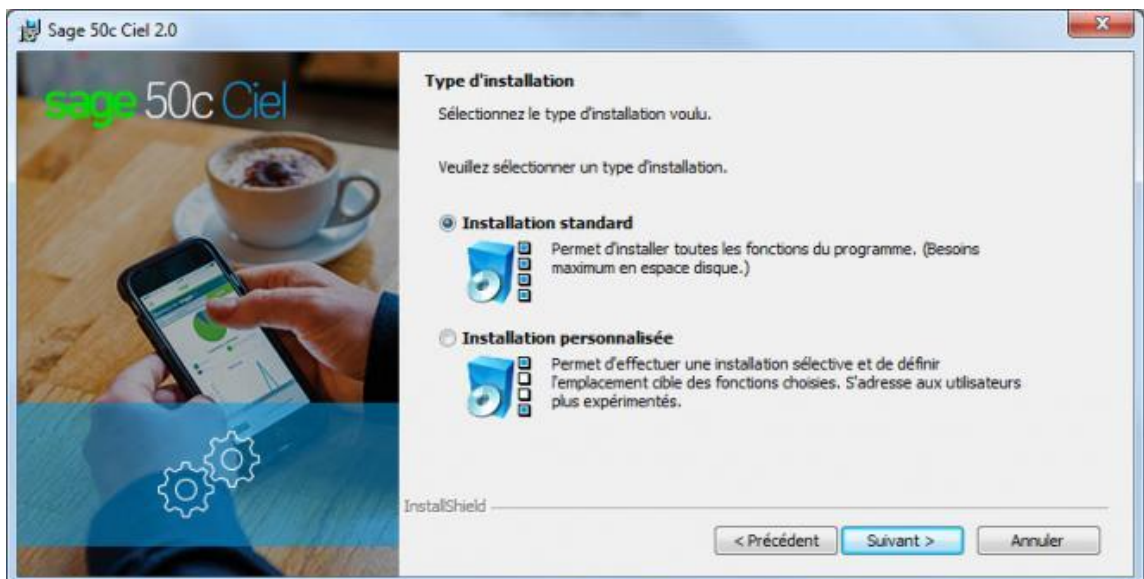 Sage 50c Ciel 2.0
sage 50c Ciel
Type d'installation
Sélectionnez le type d'installation voulu.
Veuillez sélectionner un type d'installation.
Installation standard
Permet d'installer toutes les fonctions du programme. (Besoins
maximum en espace disque.)
Installation personnalisée
Permet d'effectuer une installation sélective et de définir
l'emplacement cible des fonctions choisies. S'adresse aux utilisateurs
plus expérimentés.
InstallShield
< Précédent
Suivant >
Annuler